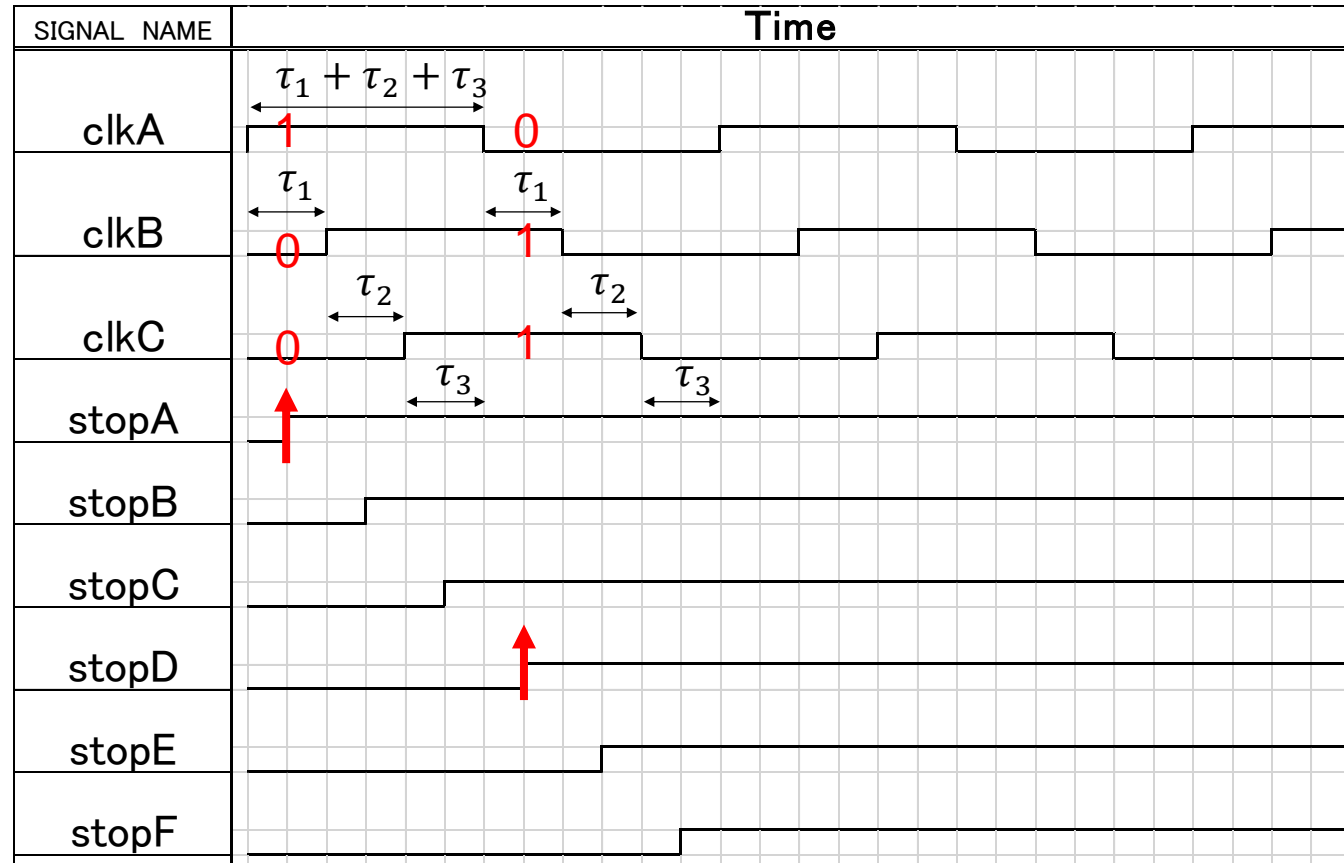 SIGNAL NAME Time
τ₁ + τ₂ + τ₃
clkA 1 0
τ₁ τ₁
clkB 0 1
τ₂ τ₂
clkC 0 1
τ₃ τ₃
stopA
stopB
stopC
stopD
stopE
stopF